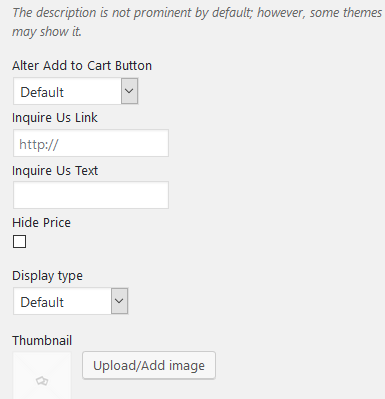 The description is not prominent by default; however, some themes
may show it.
Alter Add to Cart Button
Default
Inquire Us Link
http://
Inquire Us Text
Hide Price
Display type
Default
Thumbnail
Upload/Add image